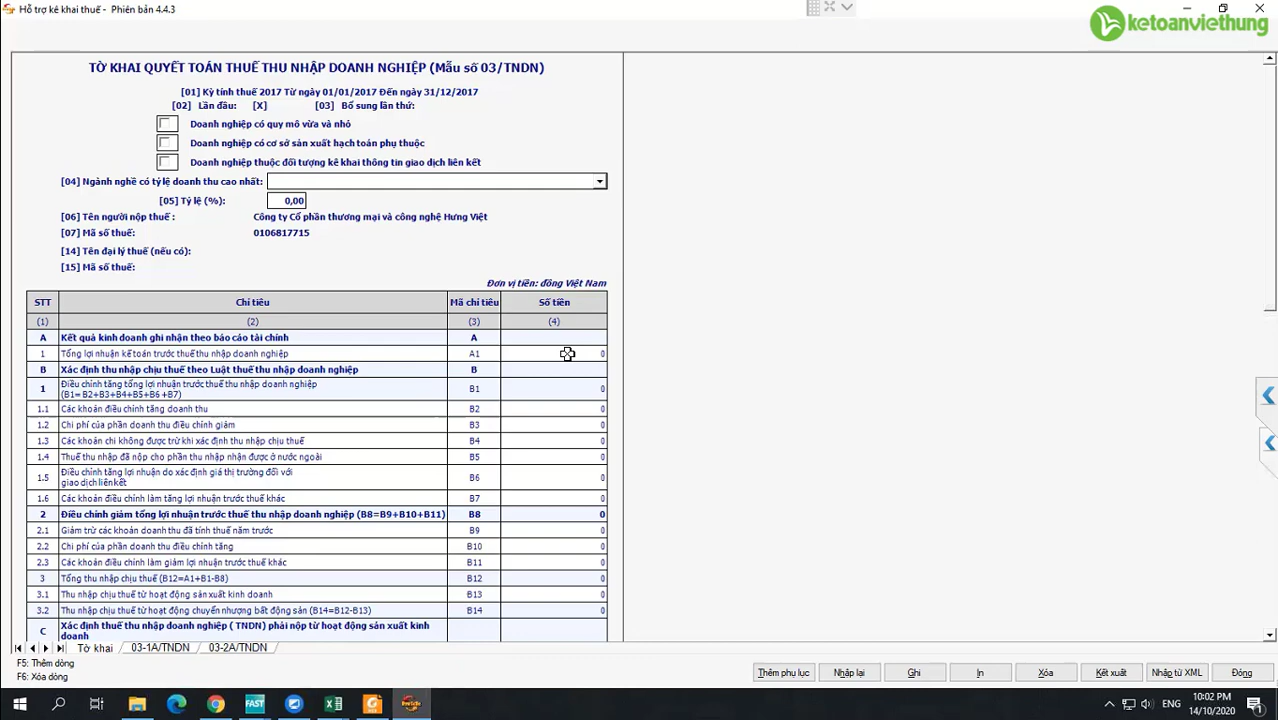 Hỗ trợ kê khai thuế - Phiên bản 4.4.3
ketoanviethung
TỜ KHAI QUYẾT TOÁN THUẾ THU NHẬP DOANH NGHIỆP (Mẫu số 03/TNDN)
[01] Kỳ tính thuế 2017 Từ ngày 01/01/2017 Đến ngày 31/12/2017
[02] Lần đầu: [X] [03] Bổ sung lần thứ:
Doanh nghiệp có quy mô vừa và nhỏ
Doanh nghiệp có cơ sở sản xuất hạch toán phụ thuộc
Doanh nghiệp thuộc đối tượng kê khai thông tin giao dịch liên kết
[04] Ngành nghề có tỷ lệ doanh thu cao nhất:
[05] Tỷ lệ (%): 0,00
[06] Tên người nộp thuế : Công ty Cổ phần thương mại và công nghệ Hưng Việt
[07] Mã số thuế: 0106817715
[14] Tên đại lý thuế (nếu có):
[15] Mã số thuế:
Đơn vị tiền: đồng Việt Nam
STT Chỉ tiêu Mã chỉ tiêu Số tiền
(1) (2) (3) (4)
A Kết quả kinh doanh ghi nhận theo báo cáo tài chính A
1 Tổng lợi nhuận kế toán trước thuế thu nhập doanh nghiệp A1 0
B Xác định thu nhập chịu thuế theo Luật thuế thu nhập doanh nghiệp B
1 Điều chỉnh tăng tổng lợi nhuận trước thuế thu nhập doanh nghiệp
(B1= B2+B3+B4+B5+B6 +B7) B1 0
1.1 Các khoản điều chỉnh tăng doanh thu B2 0
1.2 Chi phí của phần doanh thu điều chỉnh giảm B3 0
1.3 Các khoản chi không được trừ khi xác định thu nhập chịu thuế B4 0
1.4 Thuế thu nhập đã nộp cho phần thu nhập nhận được ở nước ngoài B5 0
1.5 Điều chỉnh tăng lợi nhuận do xác định giá thị trường đối với
giao dịch liên kết B6 0
1.6 Các khoản điều chỉnh làm tăng lợi nhuận trước thuế khác B7 0
2 Điều chỉnh giảm tổng lợi nhuận trước thuế thu nhập doanh nghiệp (B8=B9+B10+B11) B8 0
2.1 Giảm trừ các khoản doanh thu đã tính thuế năm trước B9 0
2.2 Chi phí của phần doanh thu điều chỉnh tăng B10 0
2.3 Các khoản điều chỉnh làm giảm lợi nhuận trước thuế khác B11 0
3 Tổng thu nhập chịu thuế (B12=A1+B1-B8) B12 0
3.1 Thu nhập chịu thuế từ hoạt động sản xuất kinh doanh B13 0
3.2 Thu nhập chịu thuế từ hoạt động chuyển nhượng bất động sản (B14=B12-B13) B14 0
C Xác định thuế thu nhập doanh nghiệp ( TNDN) phải nộp từ hoạt động sản xuất kinh
doanh
Tờ khai 03-1A/TNDN 03-2A/TNDN
F5: Thêm dòng
F6: Xóa dòng
Thêm phụ lục Nhập lại Ghi In Xóa Kết xuất Nhập từ XML Đóng
FAST
ENG
10:02 PM
14/10/2020